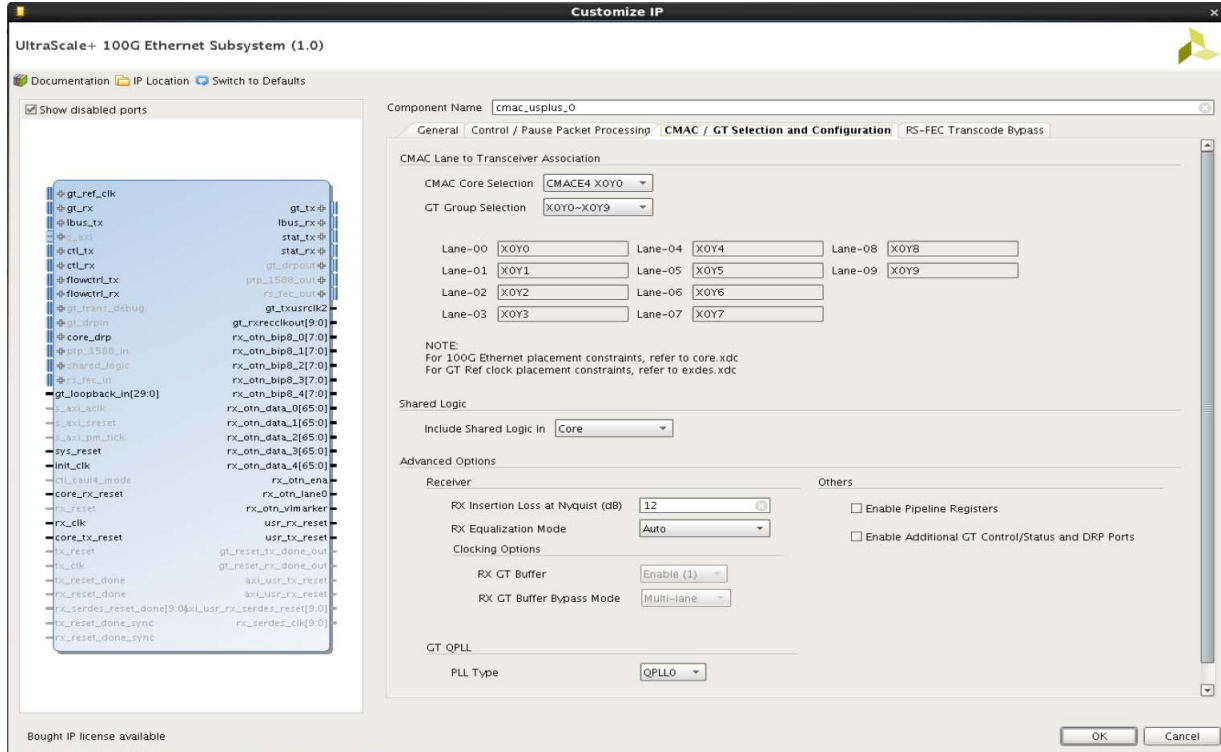 Customize IP
UltraScale+ 100G Ethernet Subsystem (1.0)
Documentation IP Location Switch to Defaults
Show disabled ports
gt_ref_clk
gt_rx gt_tx
lbus_tx lbus_rx
s_axi stat_tx
ctl_tx stat_rx
ctl_rx gt_drpout
flowctrl_tx ptp_1588_out
flowctrl_rx rs_fec_out
gt_trans_debug gt_txusrclk2
gt_drpin gt_rxrecclkout[9:0]
core_drp rx_otn_bip8_0[7:0]
ptp_1588_in rx_otn_bip8_1[7:0]
shared_logic rx_otn_bip8_2[7:0]
rs_fec_in rx_otn_bip8_3[7:0]
gt_loopback_in[29:0] rx_otn_bip8_4[7:0]
s_axi_aclk rx_otn_data_0[65:0]
s_axi_sreset rx_otn_data_1[65:0]
s_axi_pm_tick rx_otn_data_2[65:0]
sys_reset rx_otn_data_3[65:0]
init_clk rx_otn_data_4[65:0]
ctl_caui4_mode rx_otn_ena
core_rx_reset rx_otn_lane0
rx_reset rx_otn_vlmarker
rx_clk usr_rx_reset
core_tx_reset usr_tx_reset
tx_reset gt_reset_tx_done_out
tx_clk gt_reset_rx_done_out
tx_reset_done axi_usr_tx_reset
rx_reset_done axi_usr_rx_reset
rx_serdes_reset_done[9:0] axi_usr_rx_serdes_reset[9:0]
tx_reset_done_sync rx_serdes_clk[9:0]
rx_reset_done_sync
Component Name cmac_usplus_0
General Control / Pause Packet Processing CMAC / GT Selection and Configuration RS-FEC Transcode Bypass
CMAC Lane to Transceiver Association
CMAC Core Selection CMACE4 X0Y0
GT Group Selection X0Y0~X0Y9
Lane-00 X0Y0 Lane-04 X0Y4 Lane-08 X0Y8
Lane-01 X0Y1 Lane-05 X0Y5 Lane-09 X0Y9
Lane-02 X0Y2 Lane-06 X0Y6
Lane-03 X0Y3 Lane-07 X0Y7
NOTE:
For 100G Ethernet placement constraints, refer to core.xdc
For GT Ref clock placement constraints, refer to exdes.xdc
Shared Logic
Include Shared Logic in Core
Advanced Options
Receiver Others
RX Insertion Loss at Nyquist (dB) 12 Enable Pipeline Registers
RX Equalization Mode Auto Enable Additional GT Control/Status and DRP Ports
Clocking Options
RX GT Buffer Enable (1)
RX GT Buffer Bypass Mode Multi-lane
GT QPLL
PLL Type QPLL0
Bought IP license available OK Cancel